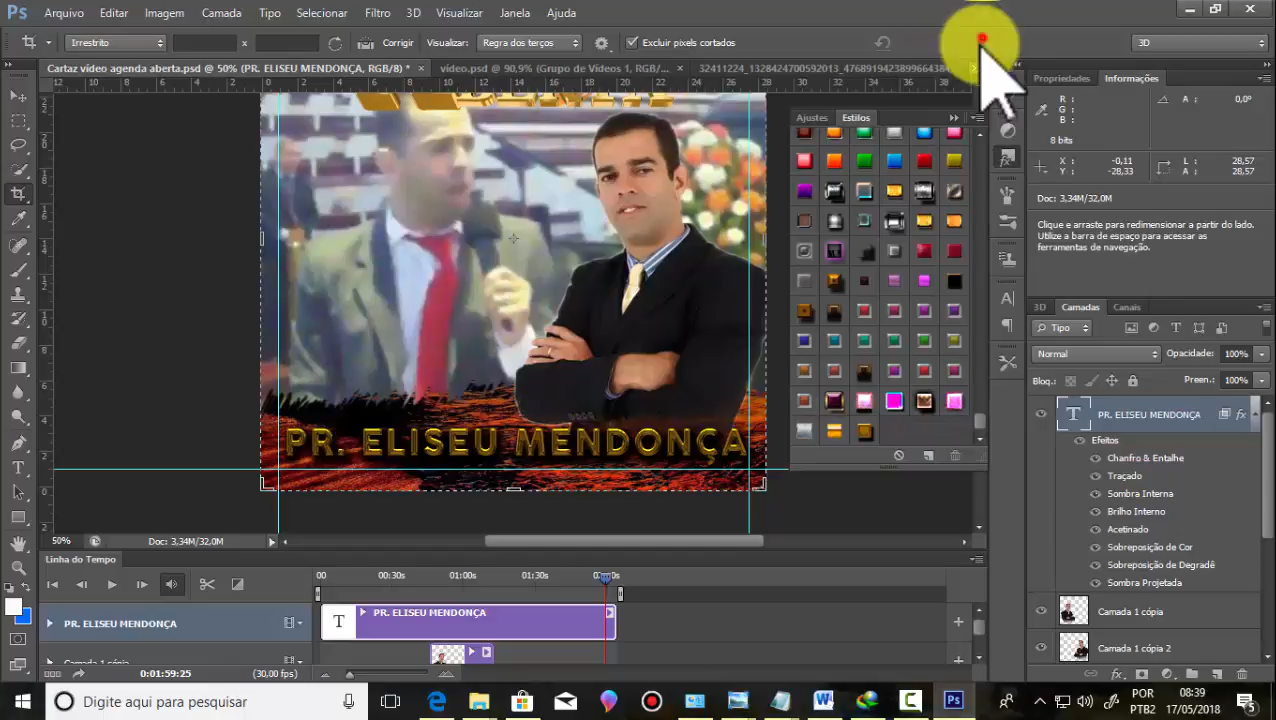 Ps Arquivo Editar Imagem Camada Tipo Selecionar Filtro 3D Visualizar Janela Ajuda
Irrestrito x Corrigir Visualizar: Regra dos terços Excluir pixels cortados 3D
Cartaz vídeo agenda aberta.psd @ 50% (PR. ELISEU MENDONÇA, RGB/8) * × vídeo.psd @ 90,9% (Grupo de Vídeos 1, RGB/... ×
Propriedades Informações
R :
G :
B :
A : 0,0°
8 bits
X : -0,11
Y : -28,33
L : 28,57
28,57
Doc: 3,34M/32,0M
Clique e arraste para redimensionar a partir do lado.
Utilize a barra de espaço para acessar as
ferramentas de navegação.
Ajustes Estilos
3D Camadas Canais
Tipo
Normal Opacidade: 100%
Bloq.: Preen.: 100%
T PR. ELISEU MENDONÇA fx
Efeitos
Chanfro & Entalhe
Traçado
Sombra Interna
Brilho Interno
Acetinado
Sobreposição de Cor
Sobreposição de Degradê
Sombra Projetada
Camada 1 cópia
Camada 1 cópia 2
PR. ELISEU MENDONÇA
50% Doc: 3,34M/32,0M
Linha do Tempo
00 00:30s 01:00s 01:30s
T PR. ELISEU MENDONÇA
PR. ELISEU MENDONÇA
Camada 1 cópia
0:01:59:25 (30,00 fps)
Digite aqui para pesquisar
POR
PTB2
08:39
17/05/2018
5